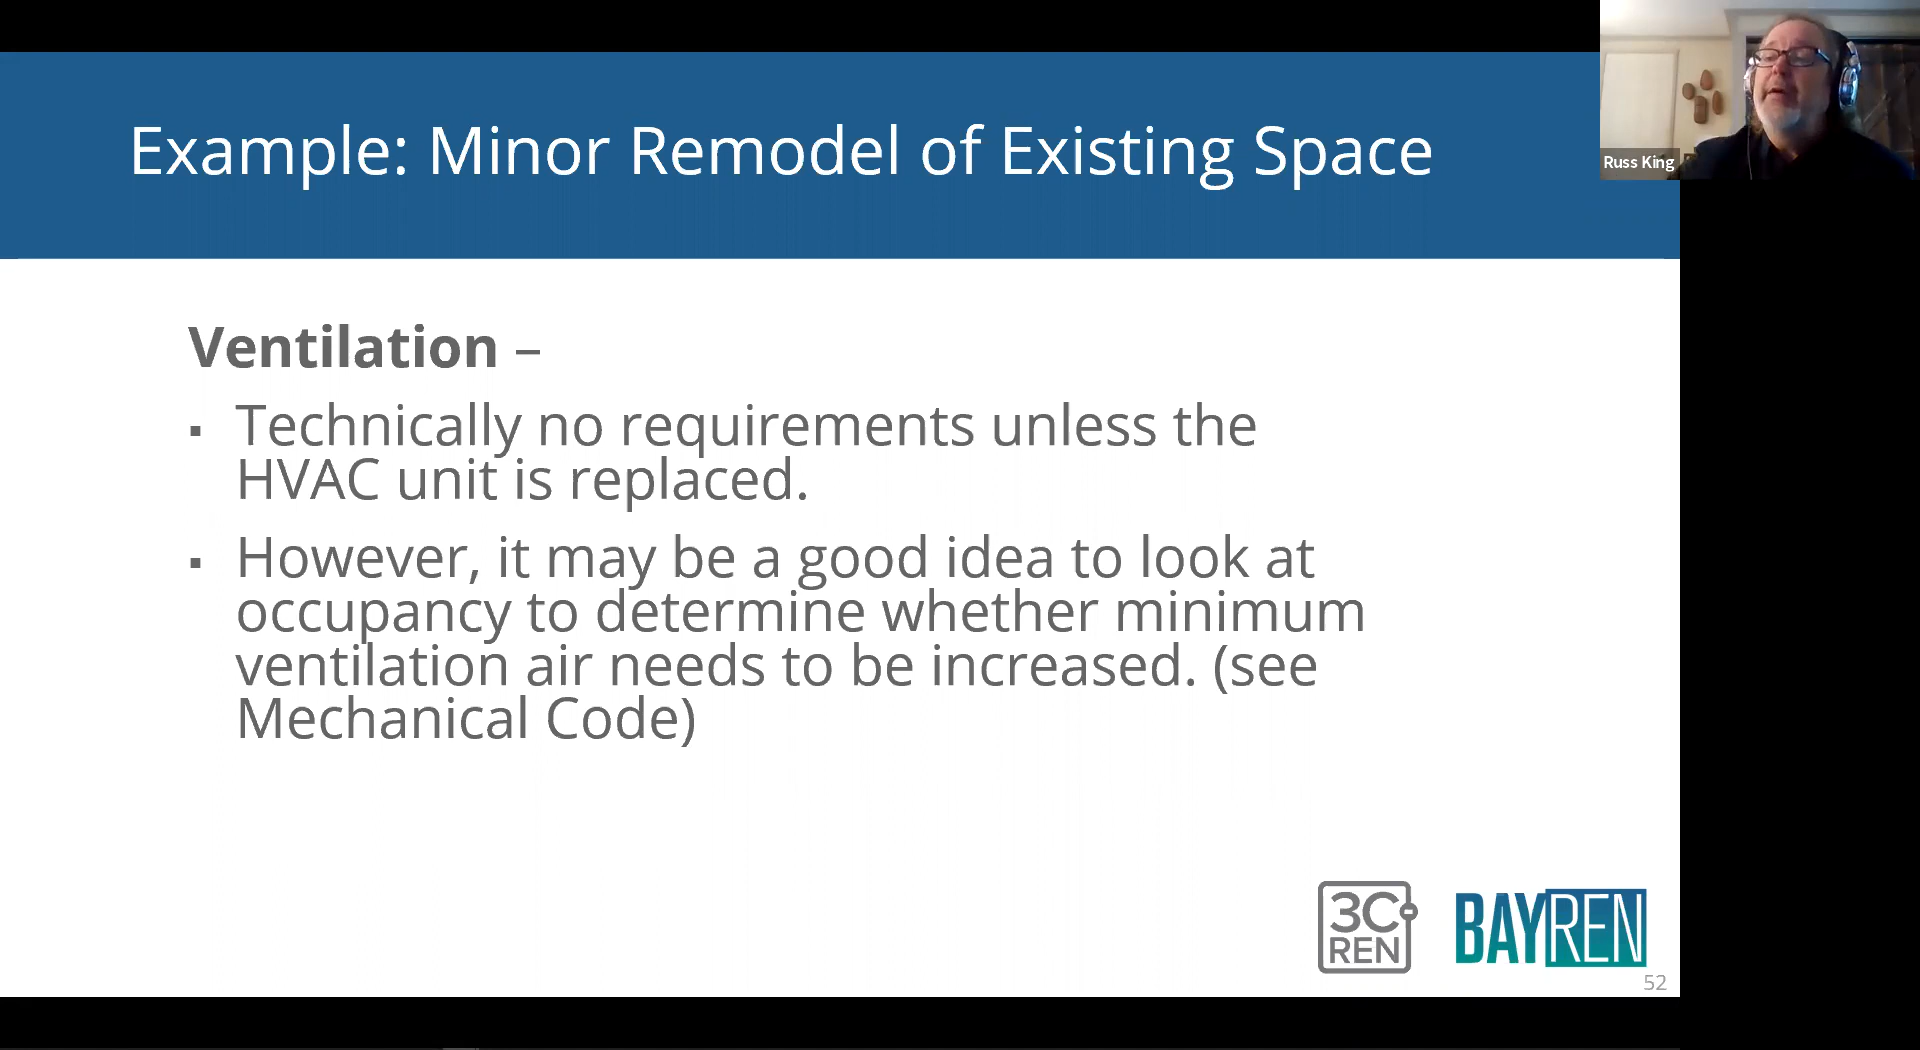 Example: Minor Remodel of Existing Space
Russ King
Ventilation –
▪ Technically no requirements unless the
HVAC unit is replaced.
▪ However, it may be a good idea to look at
occupancy to determine whether minimum
ventilation air needs to be increased. (see
Mechanical Code)
3C
REN
BAYREN
52